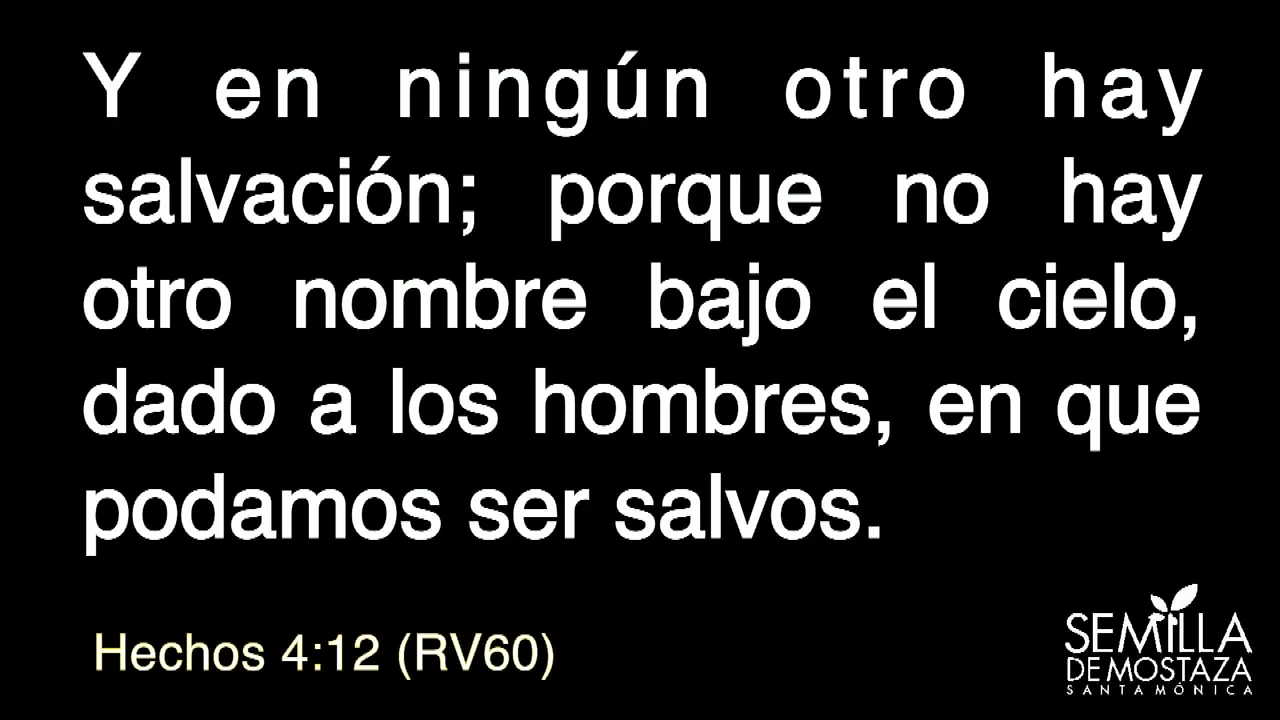 Y en ningún otro hay
salvación; porque no hay
otro nombre bajo el cielo,
dado a los hombres, en que
podamos ser salvos.
Hechos 4:12 (RV60)
SEMILLA
DE MOSTAZA
SANTA MÓNICA